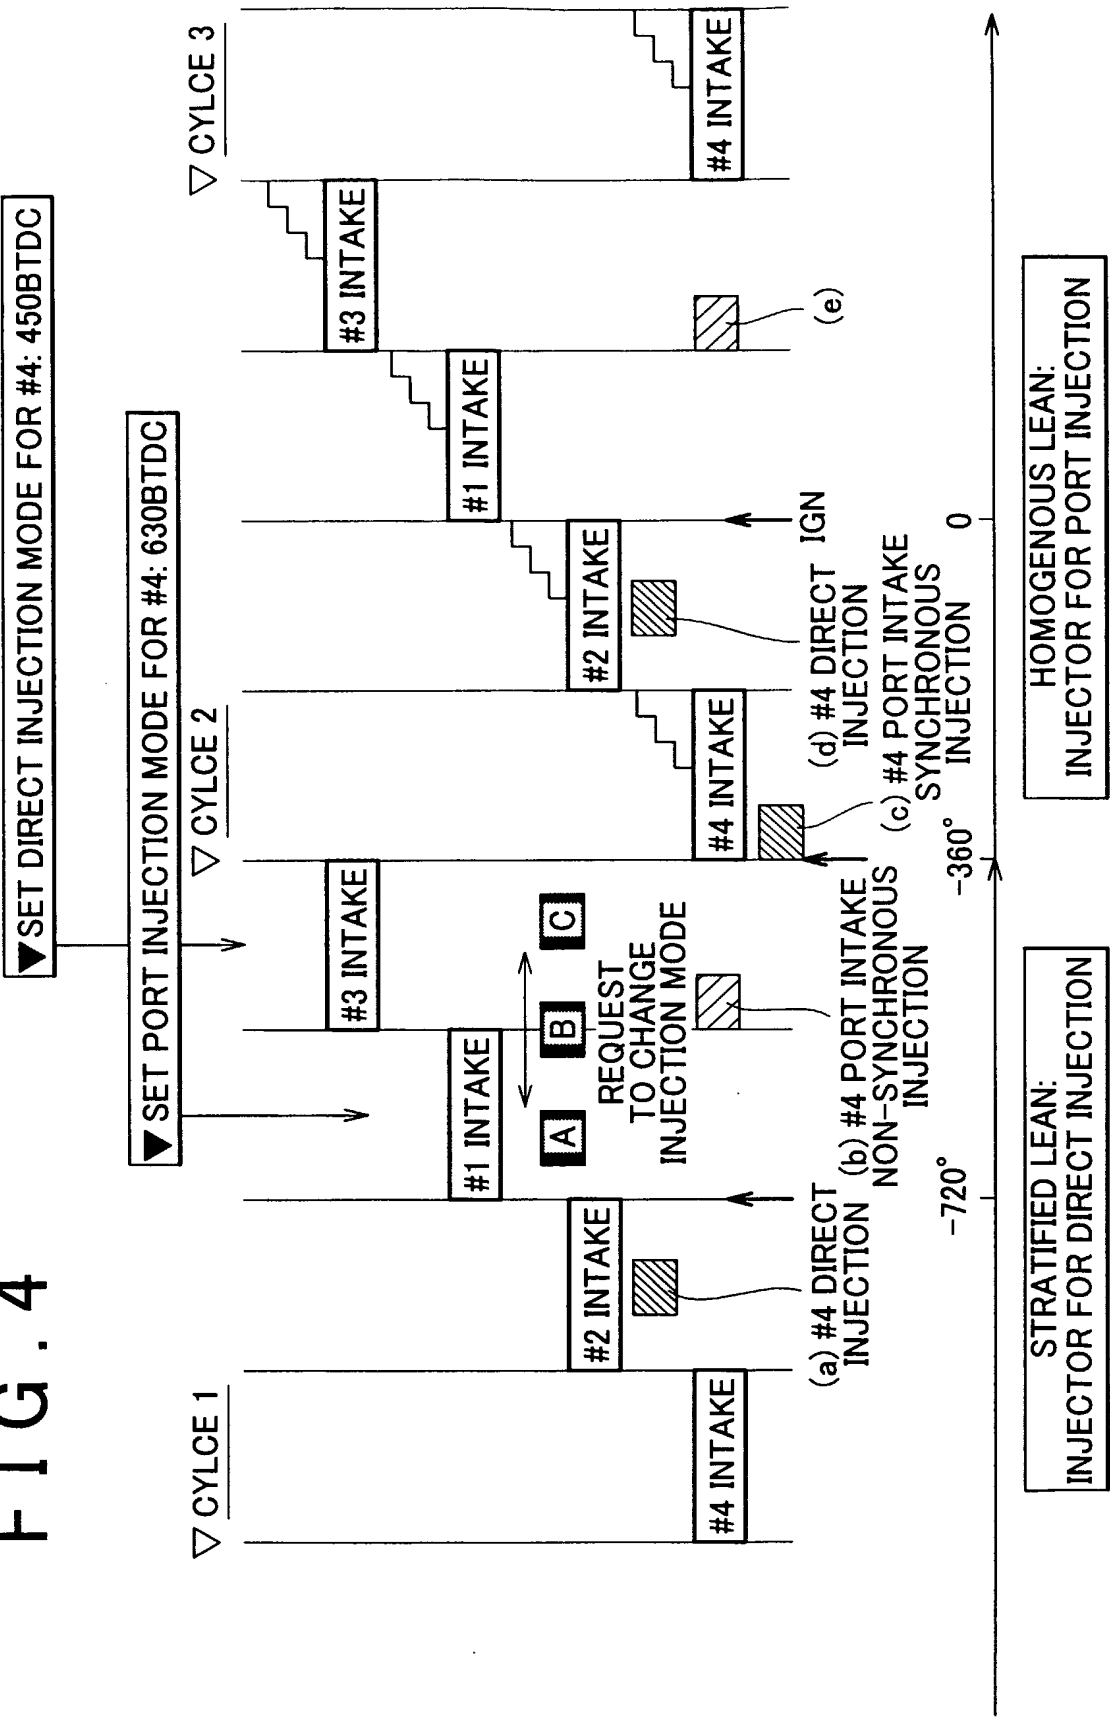 FIG. 4
▼SET DIRECT INJECTION MODE FOR #4: 450BTDC
▼SET PORT INJECTION MODE FOR #4: 630BTDC
▽ CYLCE 1
▽ CYLCE 2
▽ CYLCE 3
#3 INTAKE
#3 INTAKE
#1 INTAKE
#1 INTAKE
A
B
C
#2 INTAKE
#2 INTAKE
REQUEST
TO CHANGE
INJECTION MODE
#4 INTAKE
#4 INTAKE
#4 INTAKE
(a) #4 DIRECT
INJECTION
(b) #4 PORT INTAKE
NON-SYNCHRONOUS
INJECTION
(c) #4 PORT INTAKE
SYNCHRONOUS
INJECTION
(d) #4 DIRECT
INJECTION
IGN
(e)
-720°
-360°
0
STRATIFIED LEAN:
INJECTOR FOR DIRECT INJECTION
HOMOGENOUS LEAN:
INJECTOR FOR PORT INJECTION